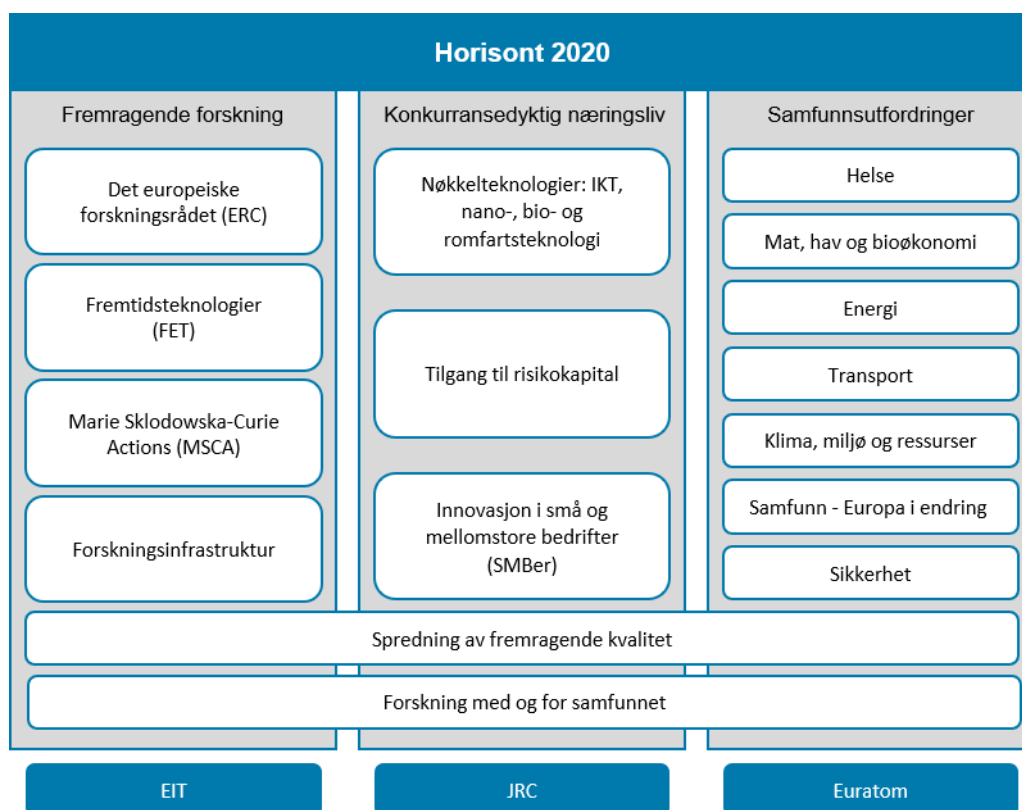 Horisont 2020
Fremragende forskning
Det europeiske
forskningsrådet (ERC)
Fremtidsteknologier
(FET)
Marie Sklodowska-Curie
Actions (MSCA)
Forskningsinfrastruktur
Konkurransedyktig næringsliv
Nøkkelteknologier: IKT,
nano-, bio- og
romfartsteknologi
Tilgang til risikokapital
Innovasjon i små og
mellomstore bedrifter
(SMBer)
Samfunnsutfordringer
Helse
Mat, hav og bioøkonomi
Energi
Transport
Klima, miljø og ressurser
Samfunn - Europa i endring
Sikkerhet
Spredning av fremragende kvalitet
Forskning med og for samfunnet
EIT
JRC
Euratom